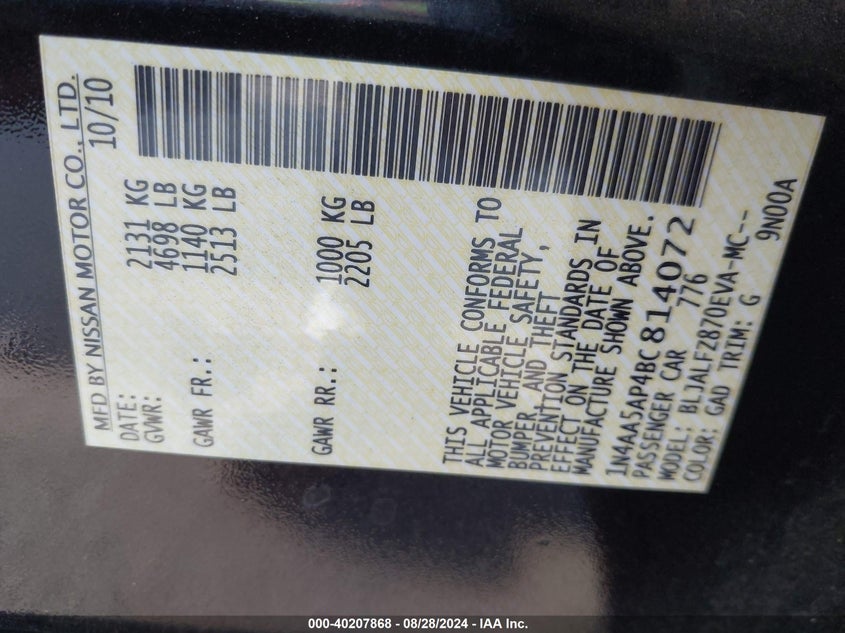 MFD BY NISSAN MOTOR CO., LTD.
DATE: 10/10
GVWR: 2131 KG
4698 LB
GAWR FR.: 1140 KG
2513 LB
GAWR RR.: 1000 KG
2205 LB
THIS VEHICLE CONFORMS TO
ALL APPLICABLE FEDERAL
MOTOR VEHICLE SAFETY,
BUMPER, AND THEFT
PREVENTION STANDARDS IN
EFFECT ON THE DATE OF
MANUFACTURE SHOWN ABOVE.
1N4AA5AP4BC814072
PASSENGER CAR 776
MODEL: BLJALFZB70EVA-MC--
COLOR: GAD TRIM: G 9N00A
000-40207868 - 08/28/2024 - IAA Inc.